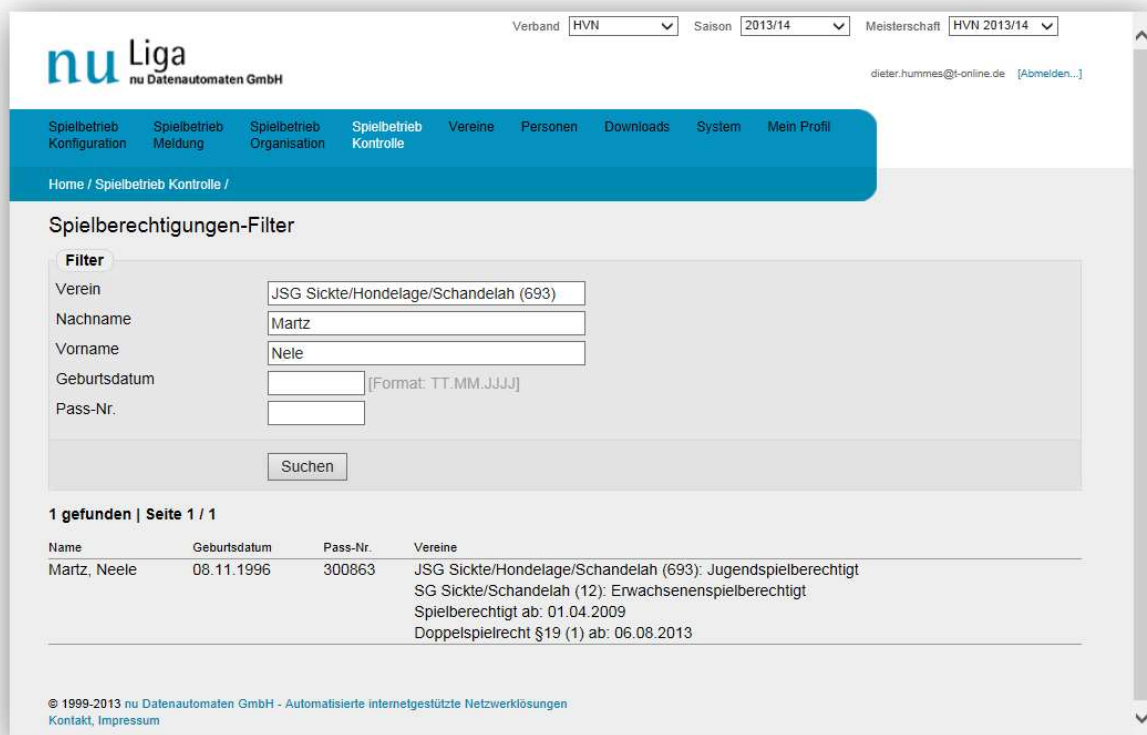 Verband HVN Saison 2013/14 Meisterschaft HVN 2013/14
nu Liga
nu Datenautomaten GmbH
dieter.hummes@t-online.de [Abmelden...]
Spielbetrieb Konfiguration Spielbetrieb Meldung Spielbetrieb Organisation Spielbetrieb Kontrolle Vereine Personen Downloads System Mein Profil
Home / Spielbetrieb Kontrolle /
Spielberechtigungen-Filter
Filter
Verein JSG Sickte/Hondelage/Schandelah (693)
Nachname Martz
Vorname Nele
Geburtsdatum [Format: TT.MM.JJJJ]
Pass-Nr.
Suchen
1 gefunden | Seite 1 / 1
Name Geburtsdatum Pass-Nr. Vereine
Martz, Neele 08.11.1996 300863 JSG Sickte/Hondelage/Schandelah (693): Jugendspielberechtigt
SG Sickte/Schandelah (12): Erwachsenenspielberechtigt
Spielberechtigt ab: 01.04.2009
Doppelspielrecht §19 (1) ab: 06.08.2013
© 1999-2013 nu Datenautomaten GmbH - Automatisierte internetgestützte Netzwerklösungen
Kontakt, Impressum